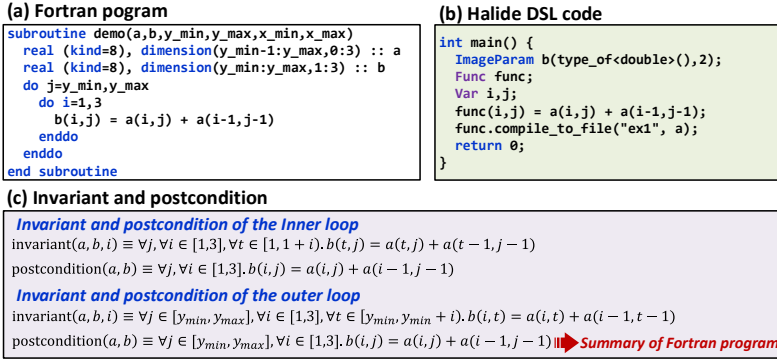 (a) Fortran pogram
subroutine demo(a,b,y_min,y_max,x_min,x_max)
real (kind=8), dimension(y_min-1:y_max,0:3) :: a
real (kind=8), dimension(y_min:y_max,1:3) :: b
do j=y_min,y_max
do i=1,3
b(i,j) = a(i,j) + a(i-1,j-1)
enddo
enddo
end subroutine
(b) Halide DSL code
int main() {
ImageParam b(type_of<double>(),2);
Func func;
Var i,j;
func(i,j) = a(i,j) + a(i-1,j-1);
func.compile_to_file("ex1", a);
return 0;
}
(c) Invariant and postcondition
Invariant and postcondition of the Inner loop
invariant(a, b, i) ≡ ∀j, ∀i ∈ [1,3], ∀t ∈ [1, 1 + i). b(t, j) = a(t, j) + a(t − 1, j − 1)
postcondition(a, b) ≡ ∀j, ∀i ∈ [1,3]. b(i, j) = a(i, j) + a(i − 1, j − 1)
Invariant and postcondition of the outer loop
invariant(a, b, i) ≡ ∀j ∈ [y_min, y_max], ∀i ∈ [1,3], ∀t ∈ [y_min, y_min + i). b(i, t) = a(i, t) + a(i − 1, t − 1)
postcondition(a, b) ≡ ∀j ∈ [y_min, y_max], ∀i ∈ [1,3]. b(i, j) = a(i, j) + a(i − 1, j − 1) Summary of Fortran program